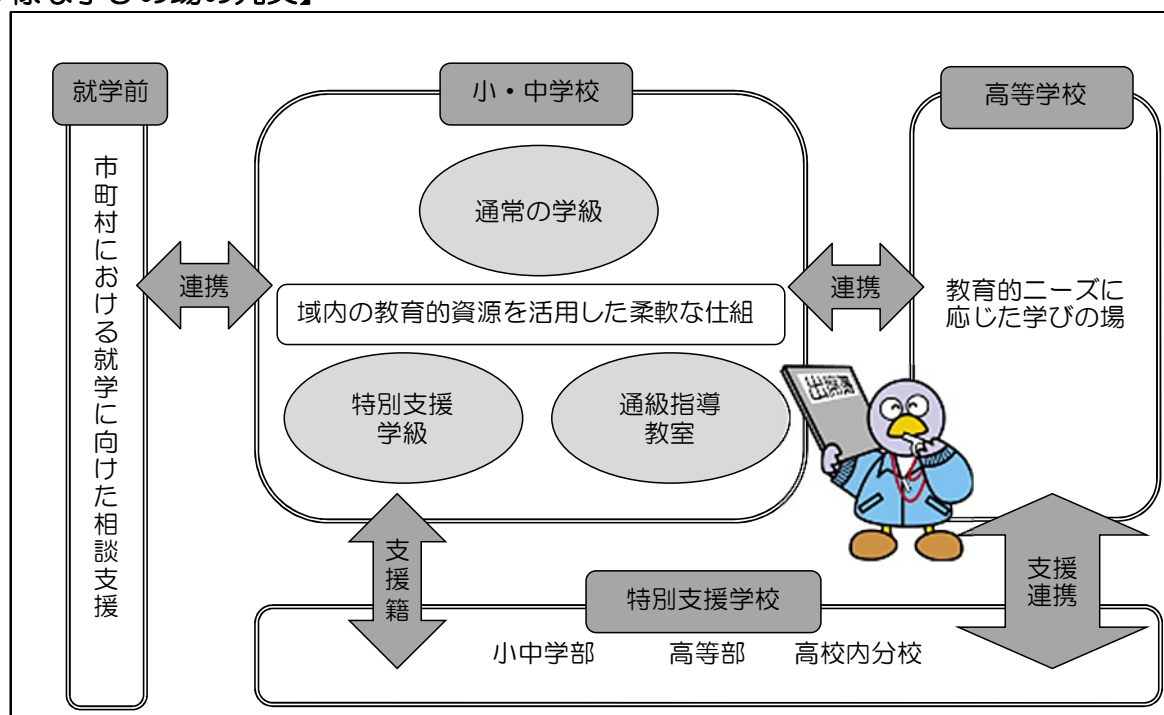 就学前
市町村における就学に向けた相談支援
連携
小・中学校
通常の学級
域内の教育的資源を活用した柔軟な仕組
特別支援
学級
通級指導
教室
連携
高等学校
教育的ニーズに
応じた学びの場
出席簿
支援籍
支援
連携
特別支援学校
小中学部 高等部 高校内分校